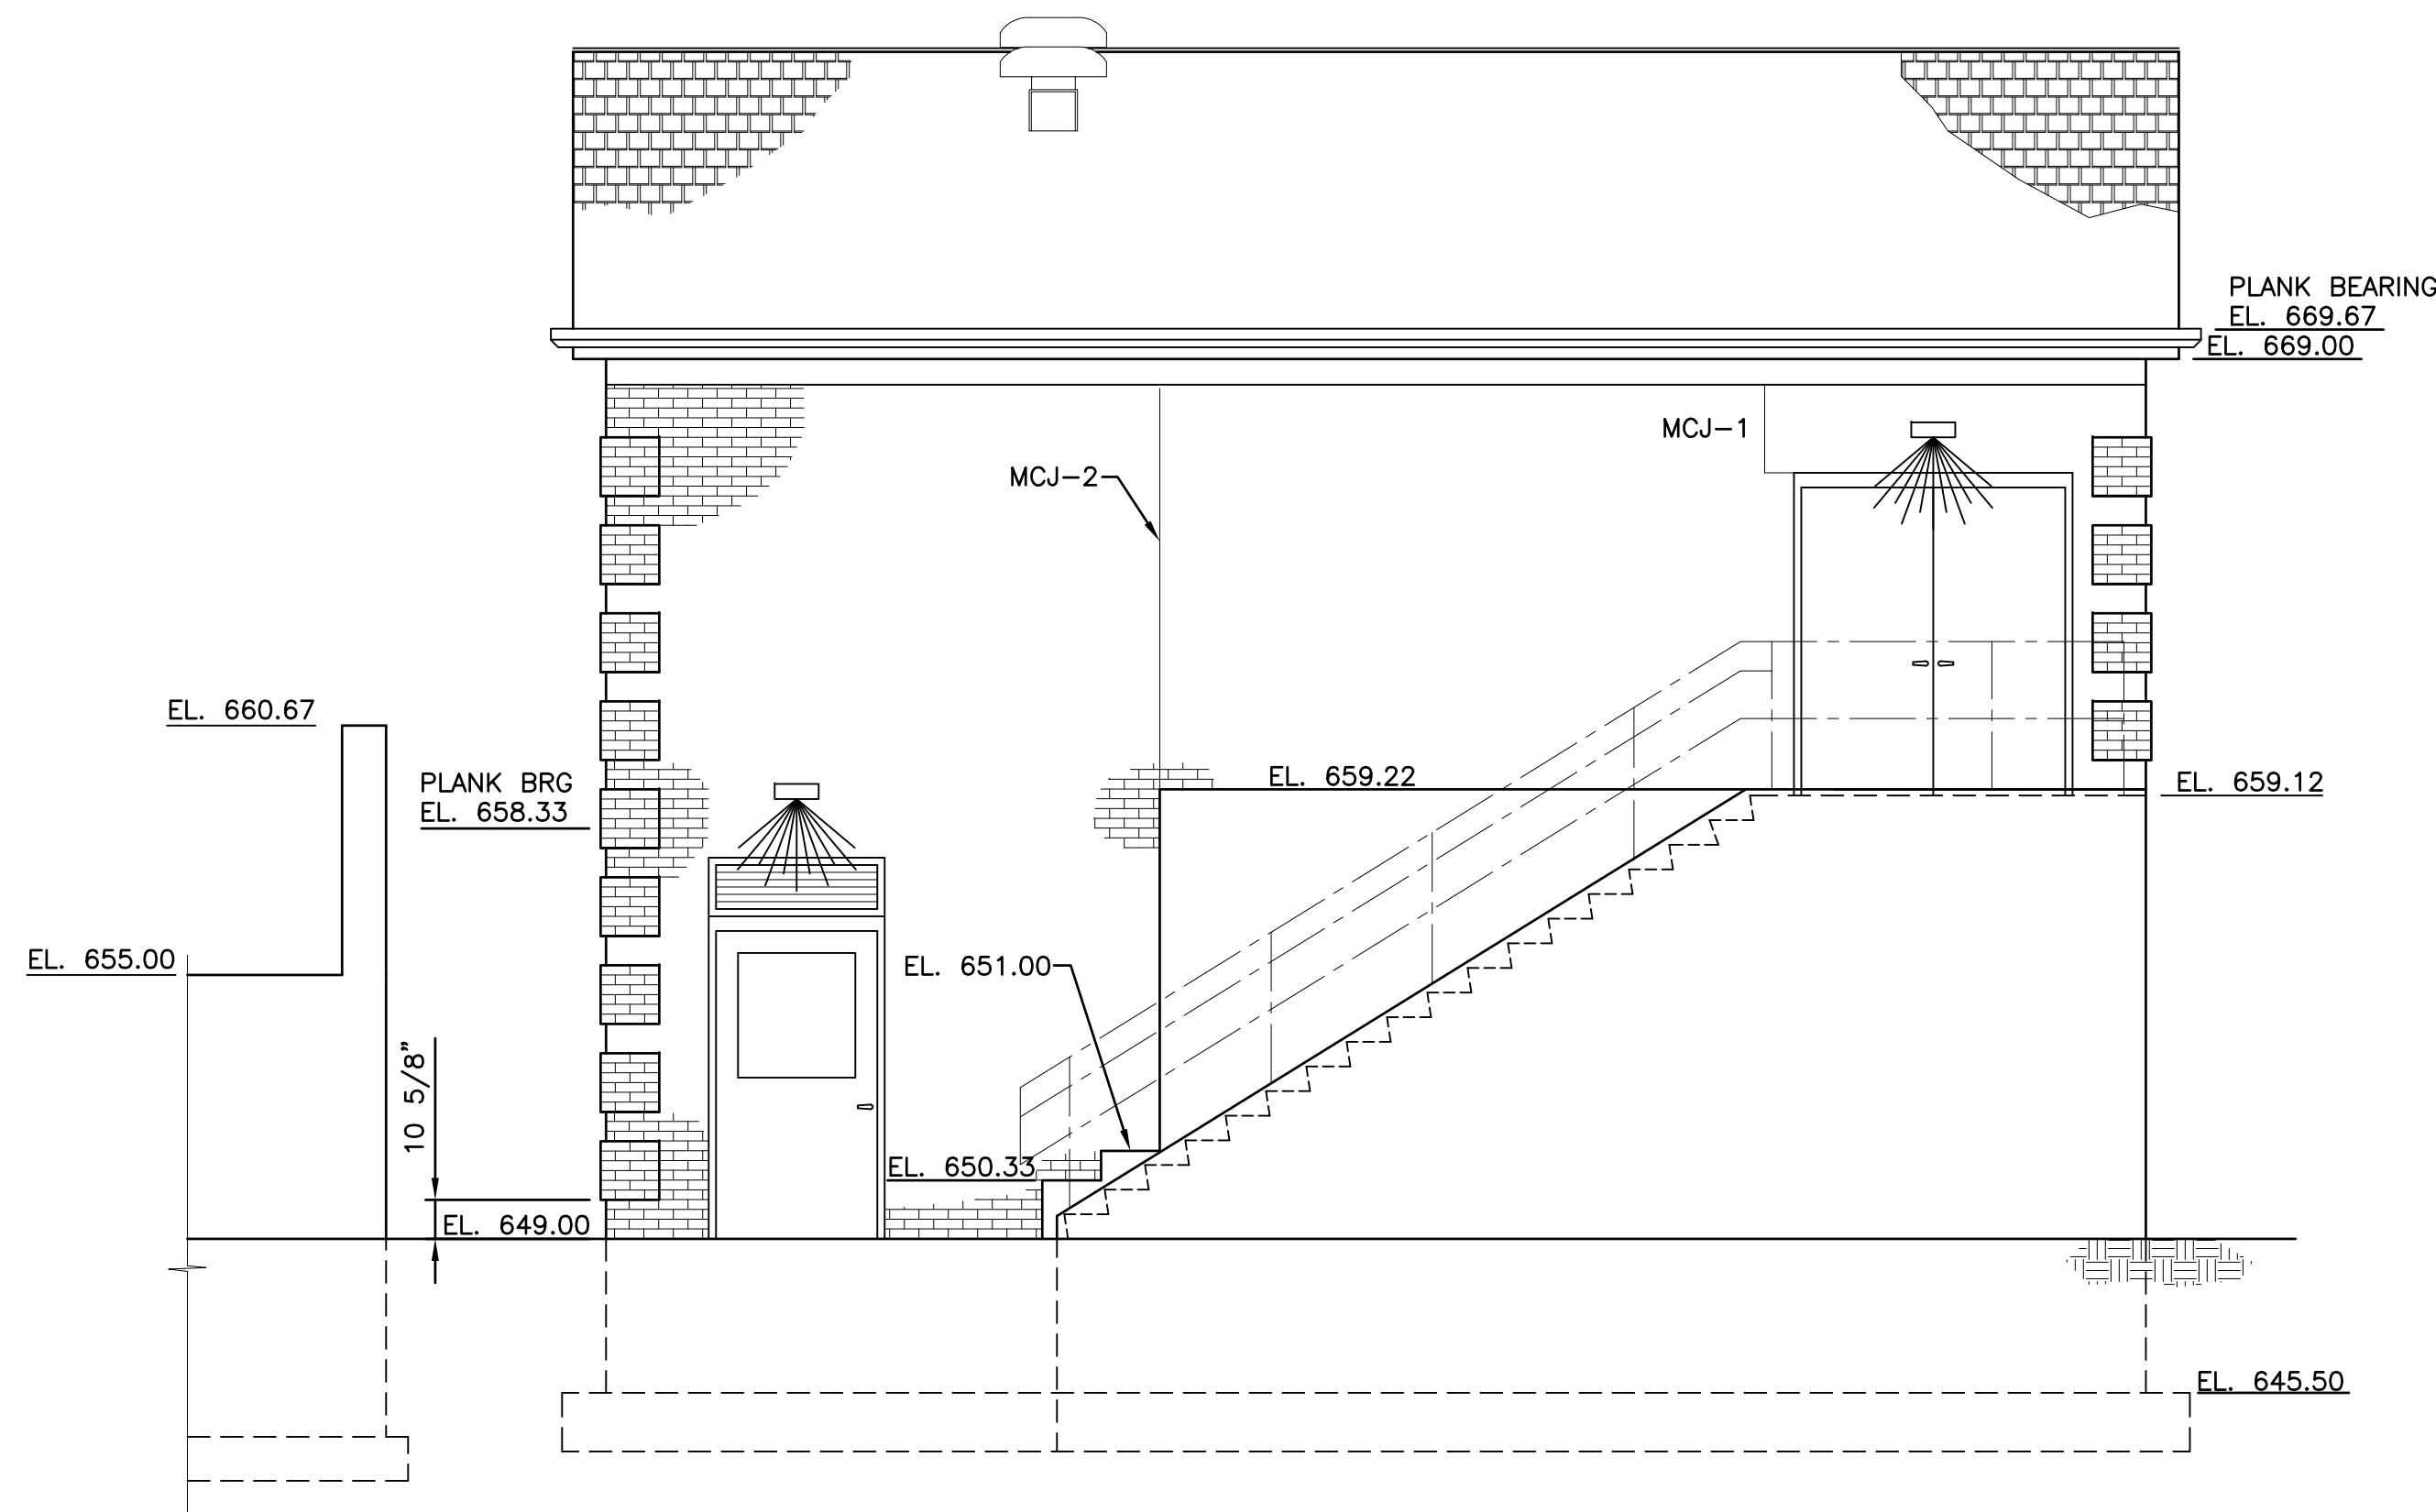 PLANK BEARING
EL. 669.67
EL. 669.00
MCJ-1
MCJ-2
EL. 660.67
PLANK BRG
EL. 658.33
EL. 659.22
EL. 659.12
EL. 655.00
EL. 651.00
10 5/8"
EL. 650.33
EL. 649.00
EL. 645.50